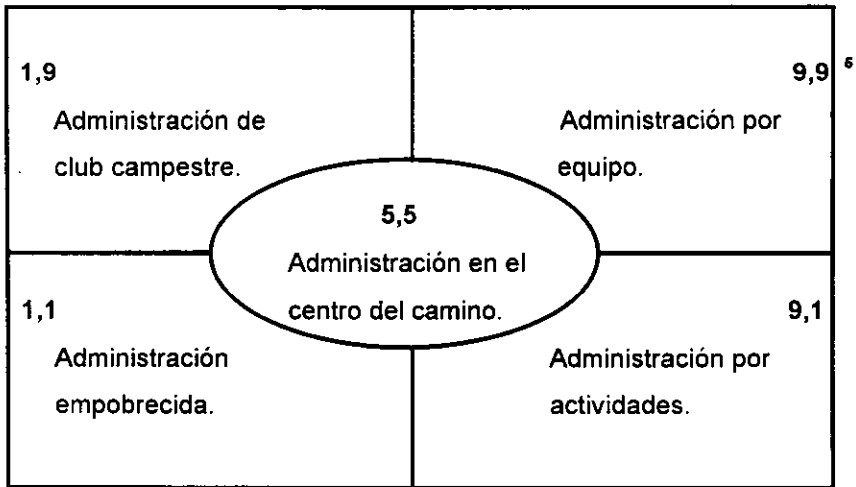 1,9
Administración de
club campestre.
9,9 5
Administración por
equipo.
5,5
Administración en el
centro del camino.
1,1
Administración
empobrecida.
9,1
Administración por
actividades.